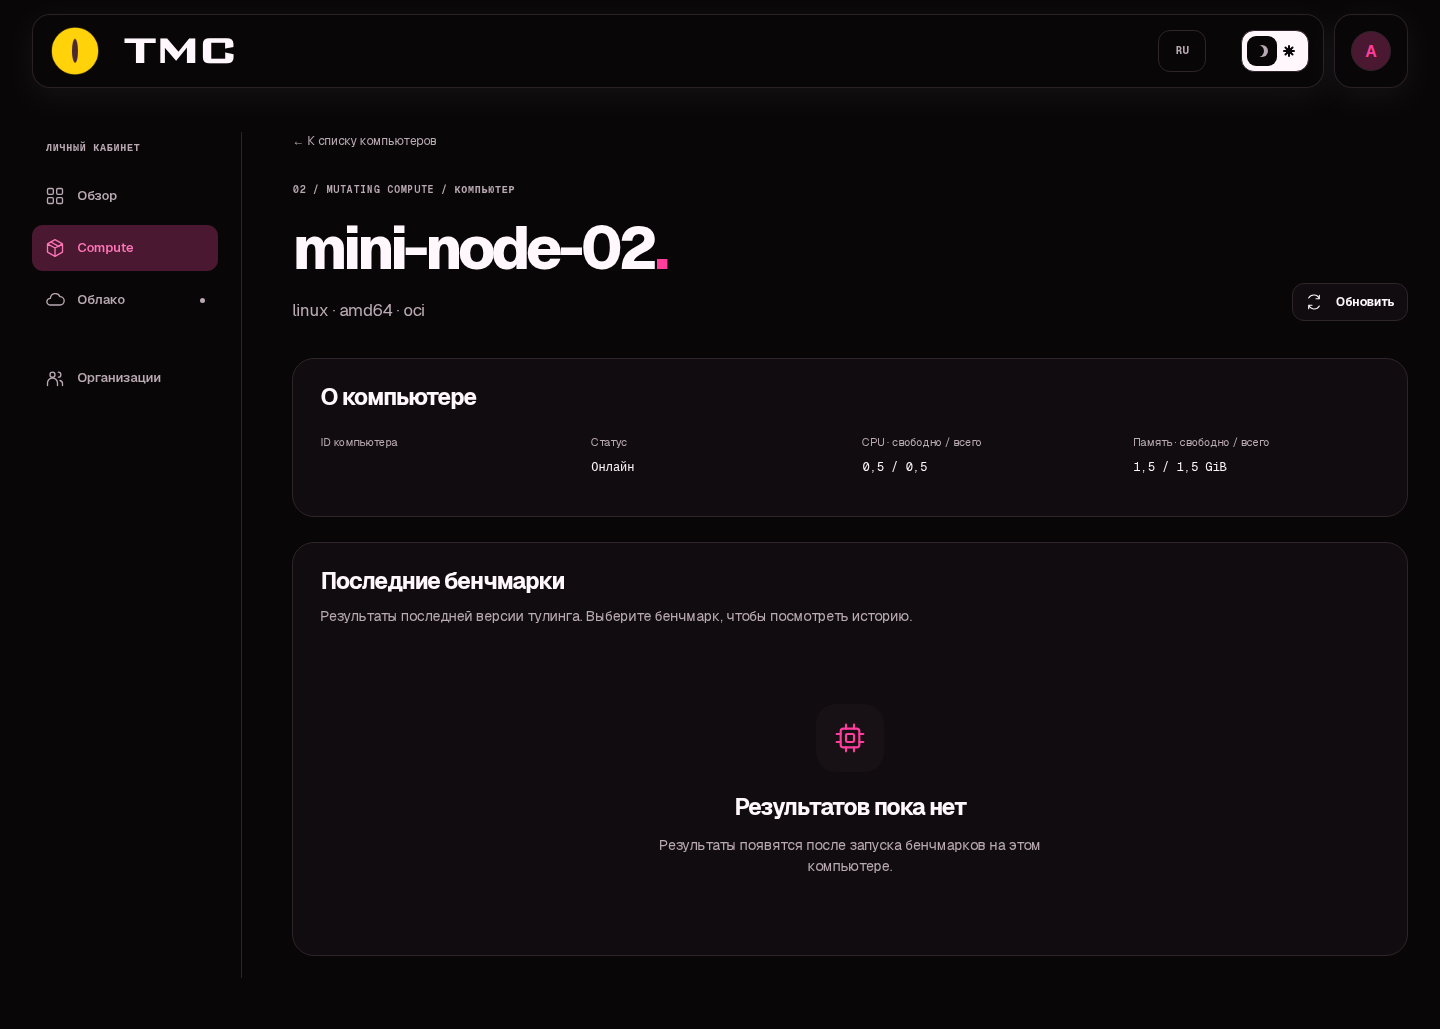 TMC
RU
A
ЛИЧНЫЙ КАБИНЕТ
Обзор
Compute
Облако
Организации
← К списку компьютеров
02 / MUTATING COMPUTE / КОМПЬЮТЕР
mini-node-02.
linux · amd64 · oci
Обновить
О компьютере
ID компьютера
Статус
Онлайн
CPU · свободно / всего
0,5 / 0,5
Память · свободно / всего
1,5 / 1,5 GiB
Последние бенчмарки
Результаты последней версии тулинга. Выберите бенчмарк, чтобы посмотреть историю.
Результатов пока нет
Результаты появятся после запуска бенчмарков на этом
компьютере.